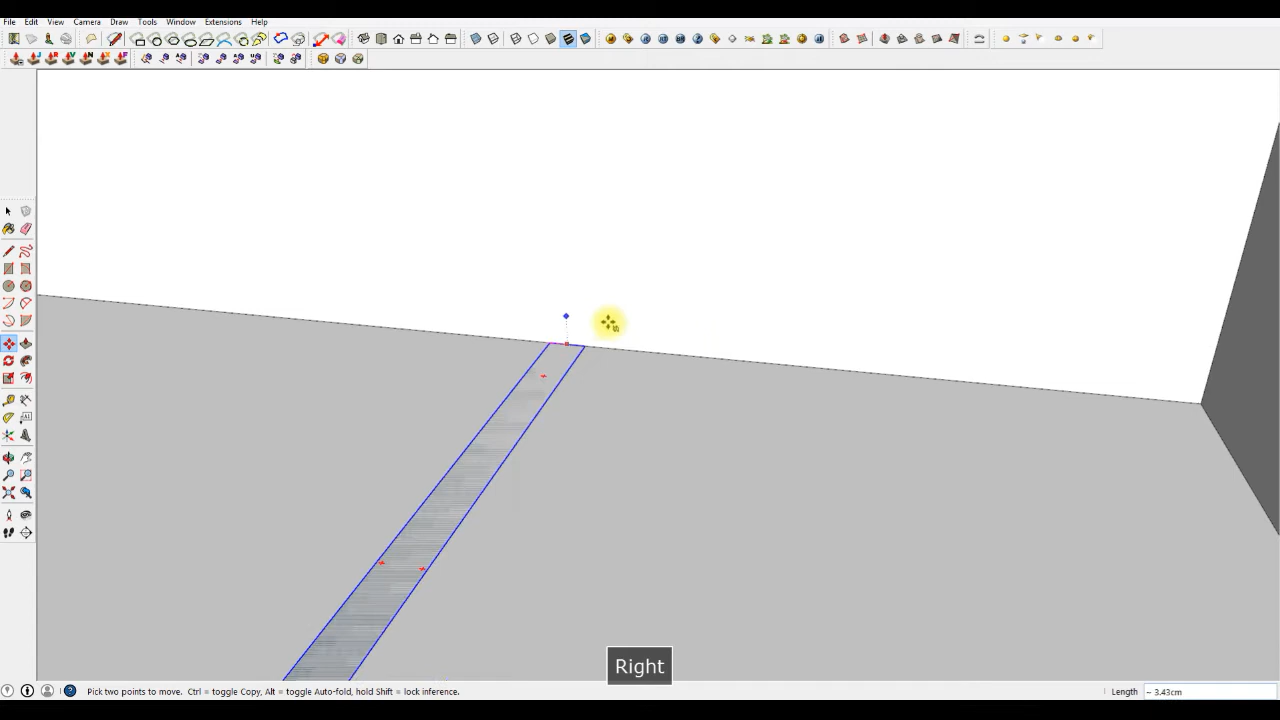 File Edit View Camera Draw Tools Window Extensions Help
Right
Pick two points to move. Ctrl = toggle Copy, Alt = toggle Auto-fold, hold Shift = lock inference.
Length ~ 3.43cm